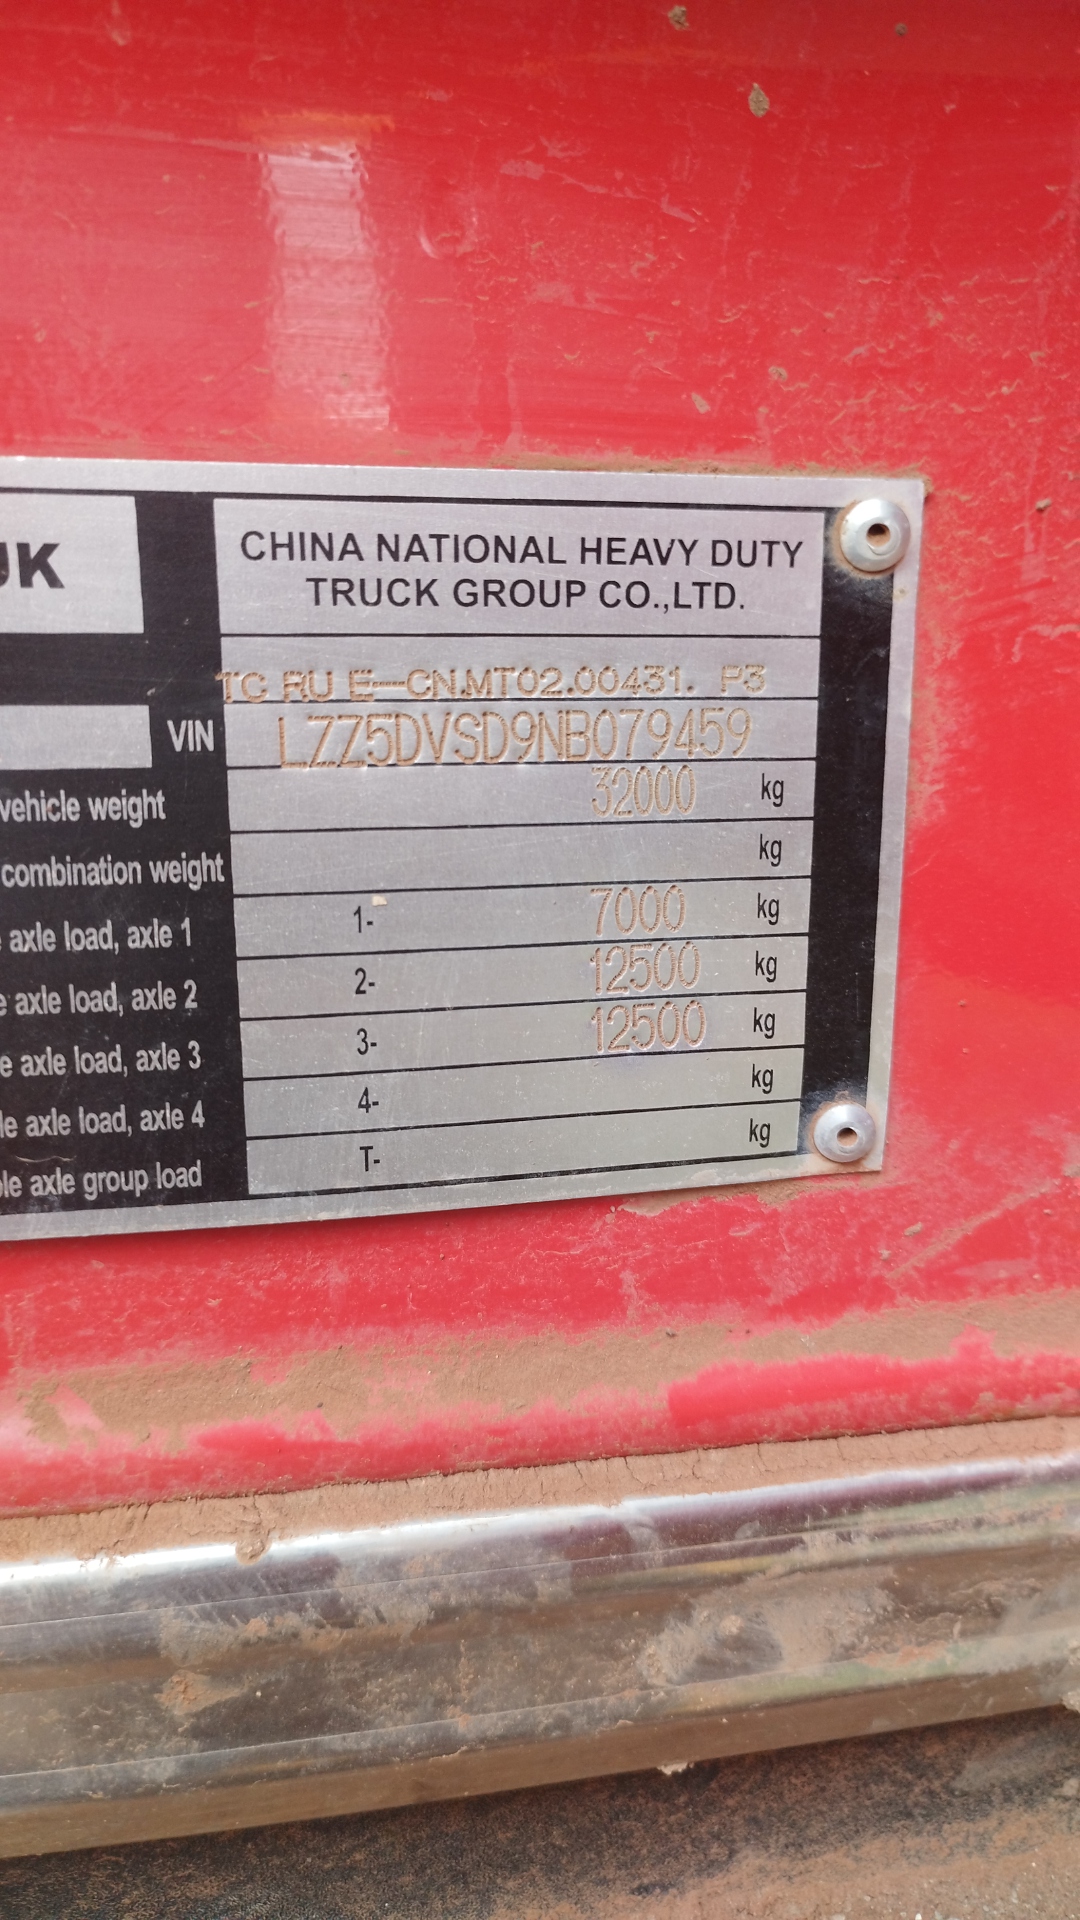 UK
CHINA NATIONAL HEAVY DUTY
TRUCK GROUP CO.,LTD.
TC RU E-CN.MT02.00431. P3
VIN LZZ5DVSD9NB079459
vehicle weight 32000 kg
combination weight kg
axle load, axle 1 1- 7000 kg
axle load, axle 2 2- 12500 kg
axle load, axle 3 3- 12500 kg
axle load, axle 4 4- kg
axle group load T- kg